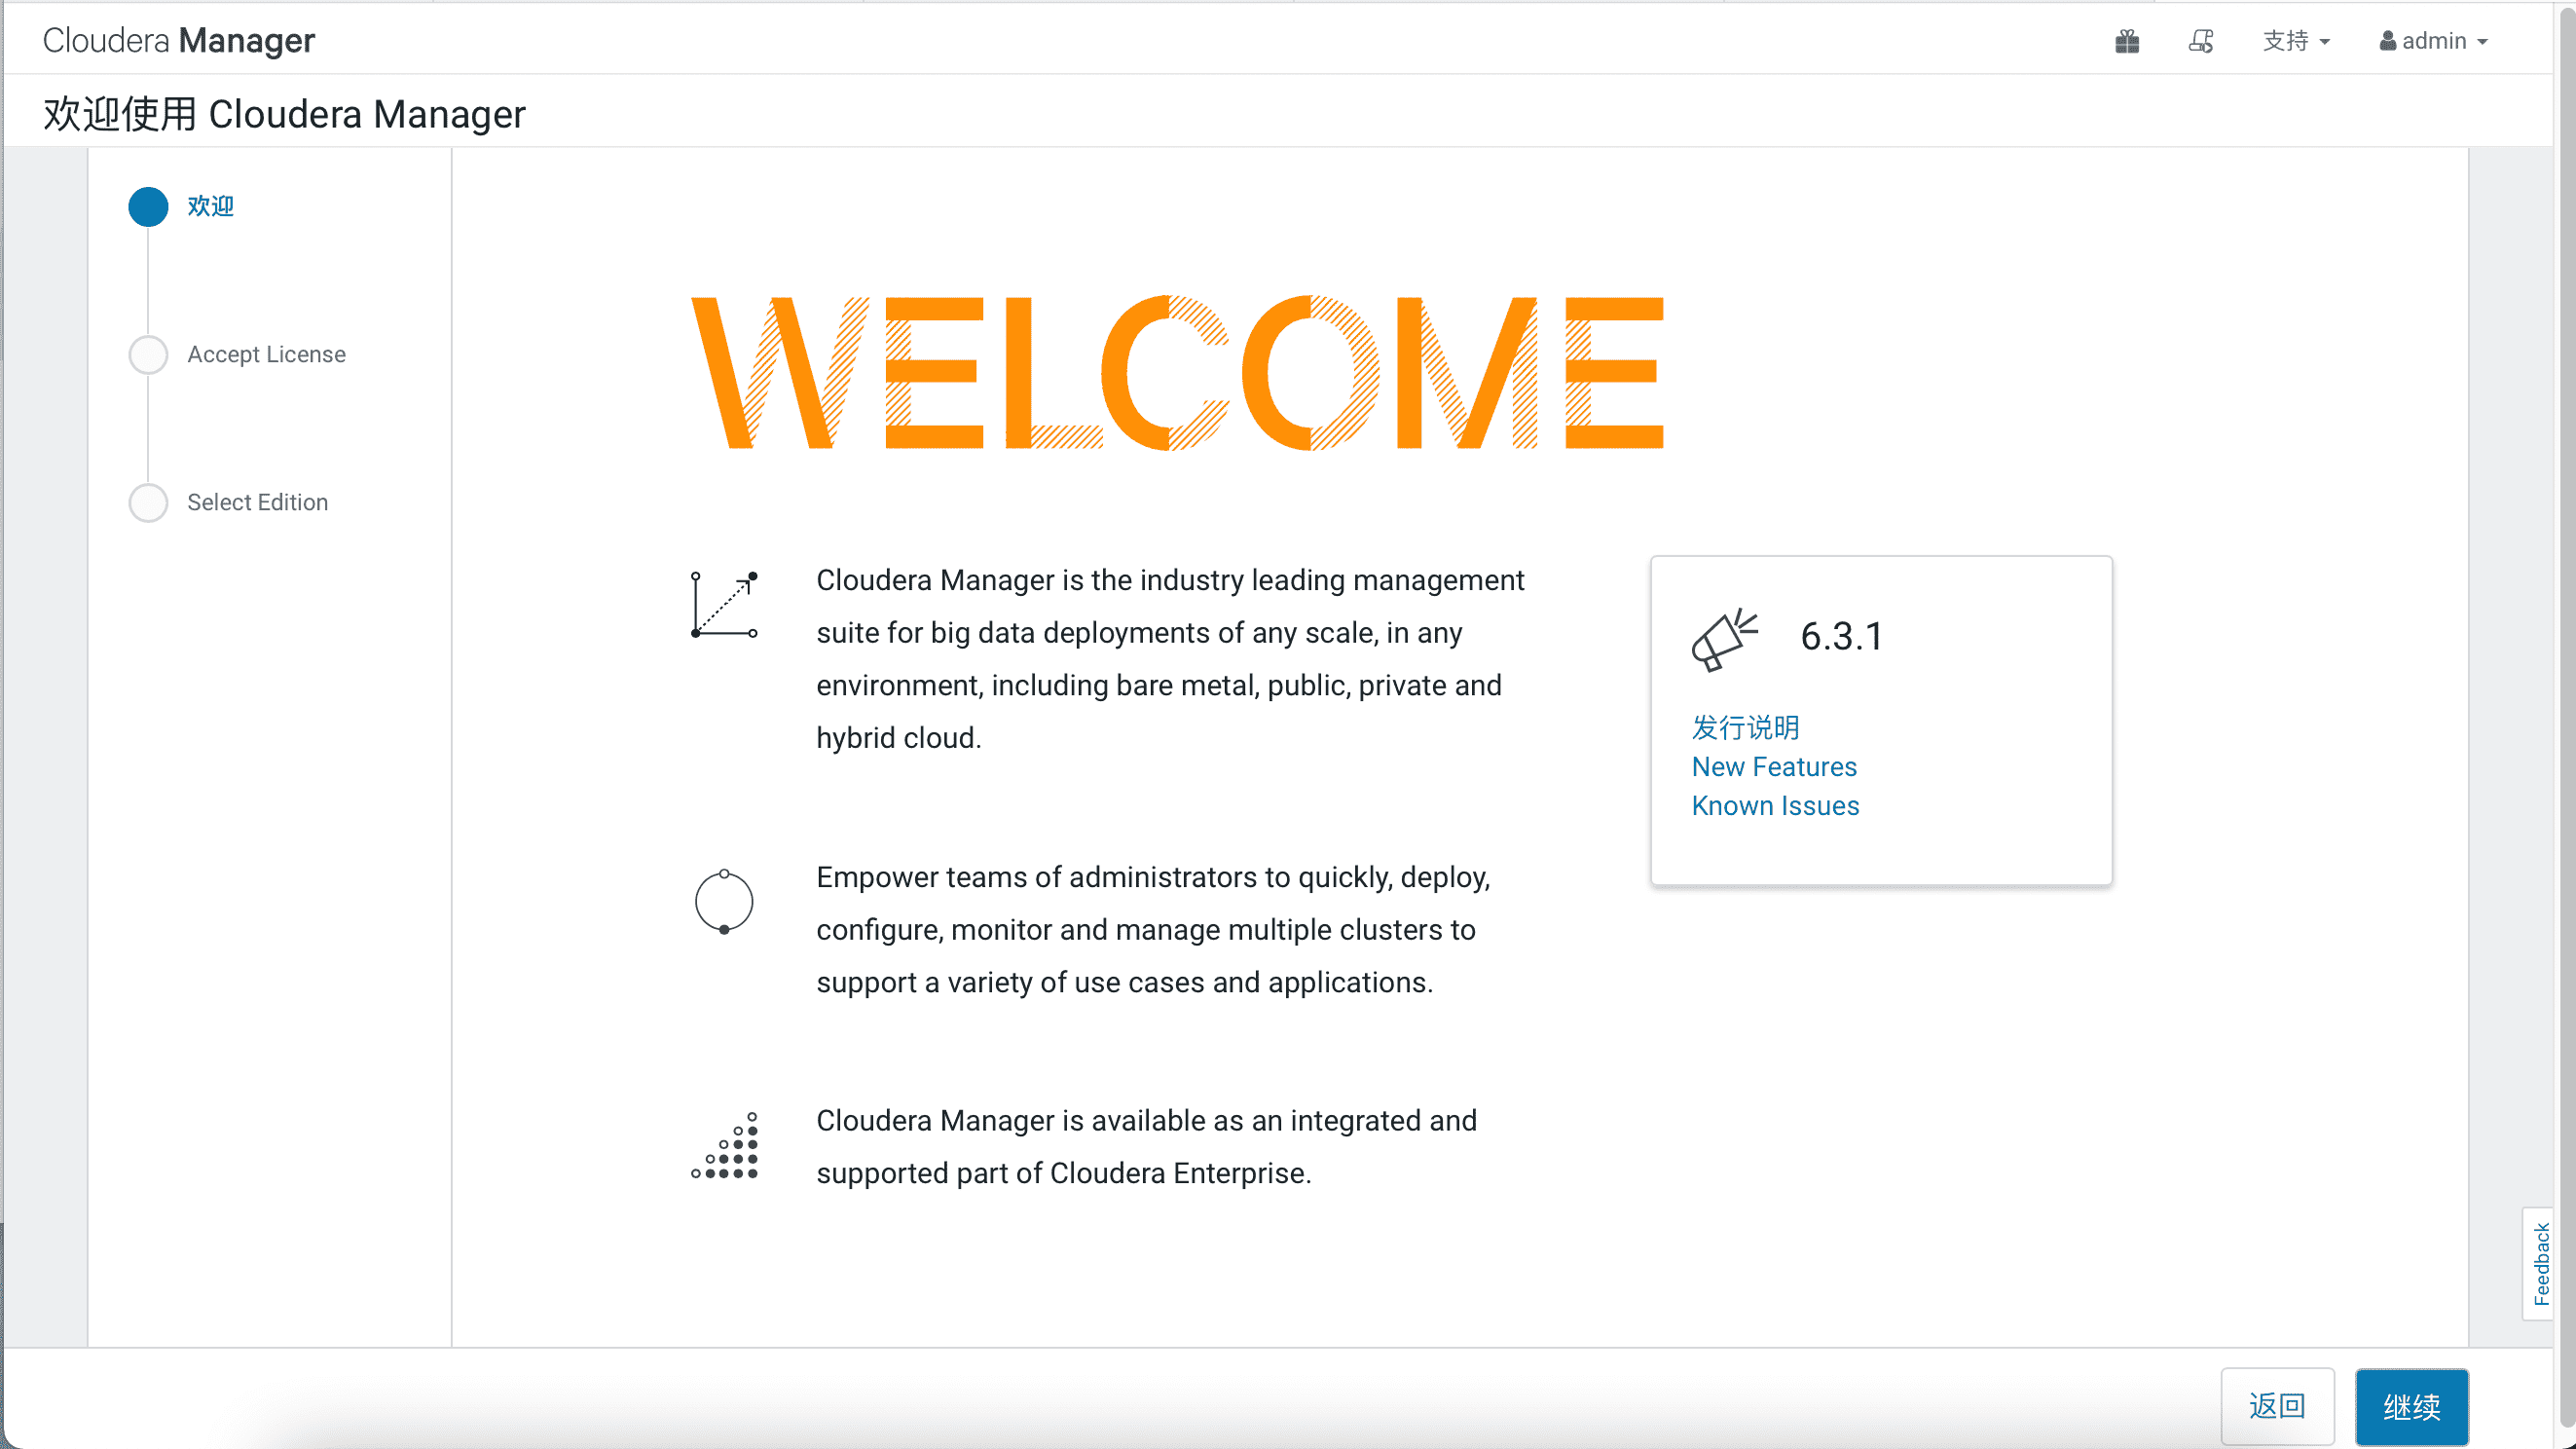 Cloudera Manager
支持
admin
欢迎使用 Cloudera Manager
欢迎
Accept License
Select Edition
WELCOME
Cloudera Manager is the industry leading management
suite for big data deployments of any scale, in any
environment, including bare metal, public, private and
hybrid cloud.
Empower teams of administrators to quickly, deploy,
configure, monitor and manage multiple clusters to
support a variety of use cases and applications.
Cloudera Manager is available as an integrated and
supported part of Cloudera Enterprise.
6.3.1
发行说明
New Features
Known Issues
Feedback
返回
继续